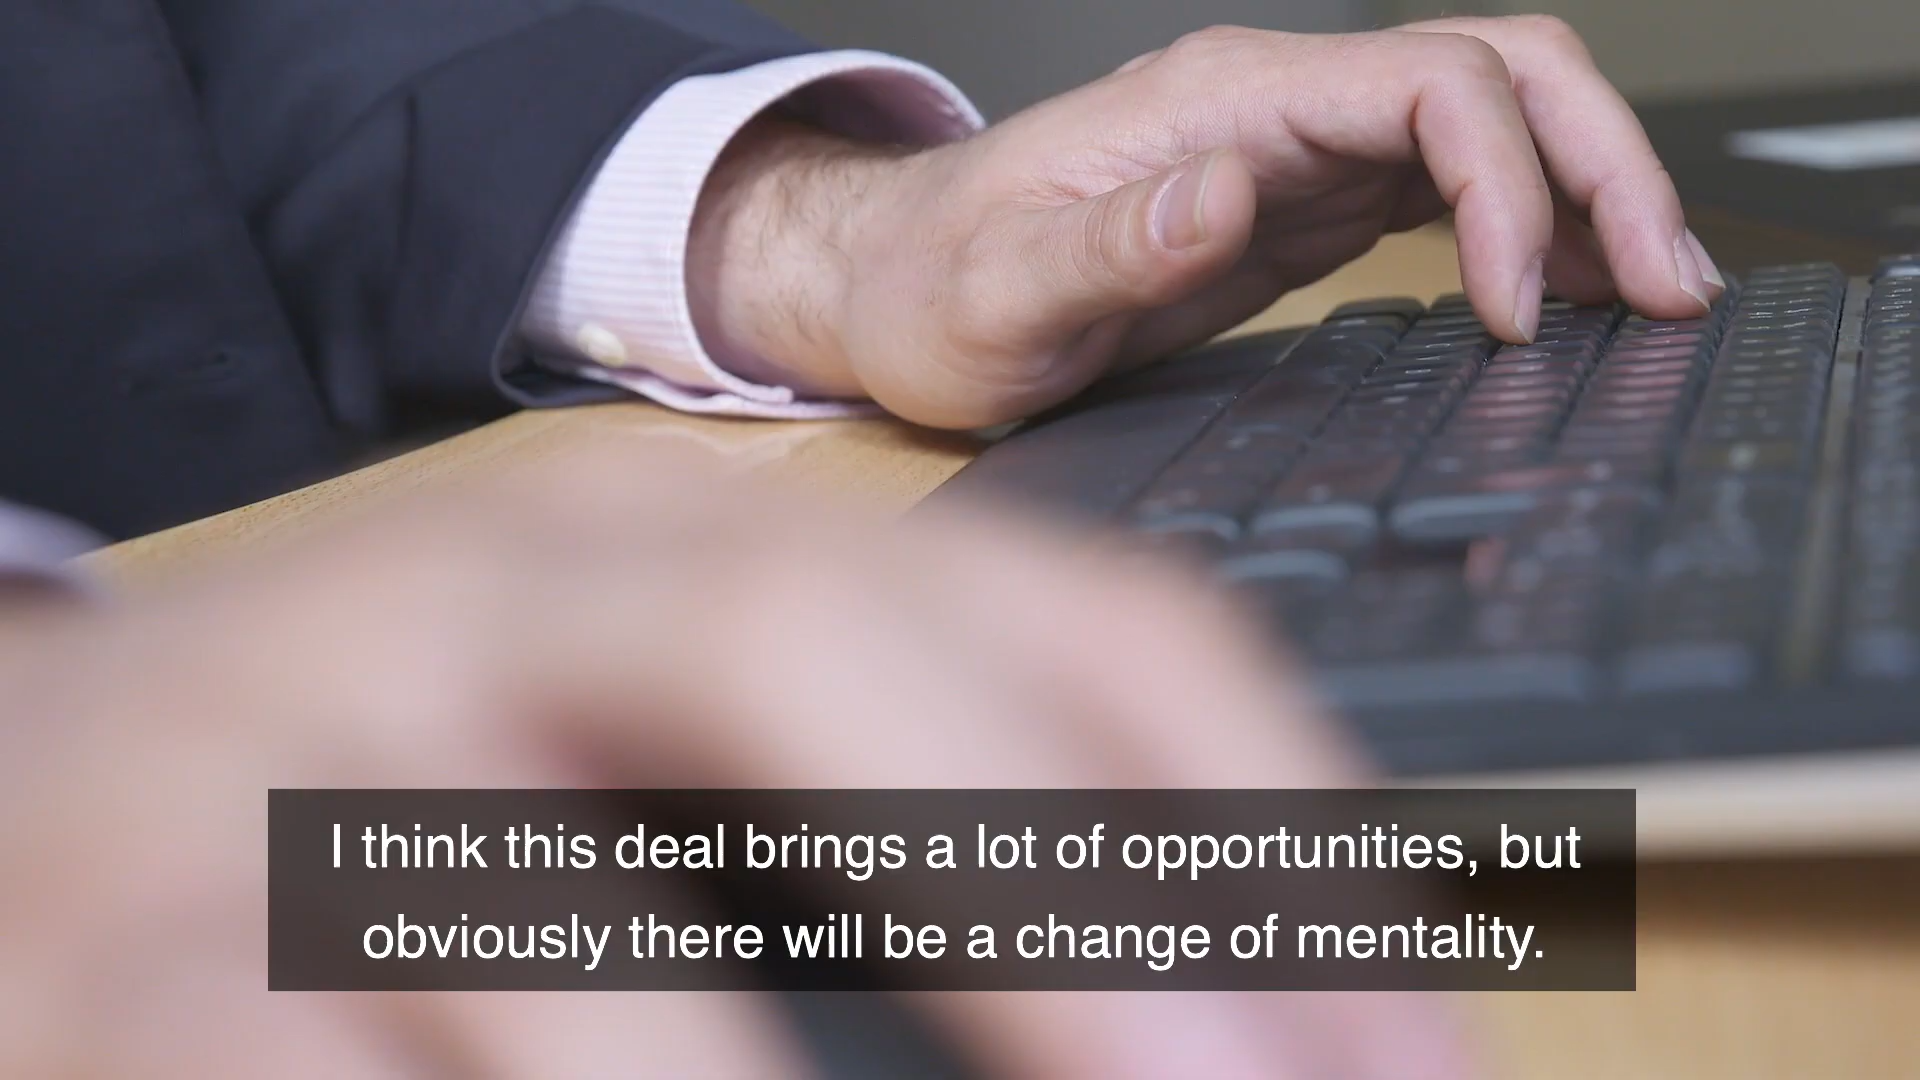 I think this deal brings a lot of opportunities, but
obviously there will be a change of mentality.